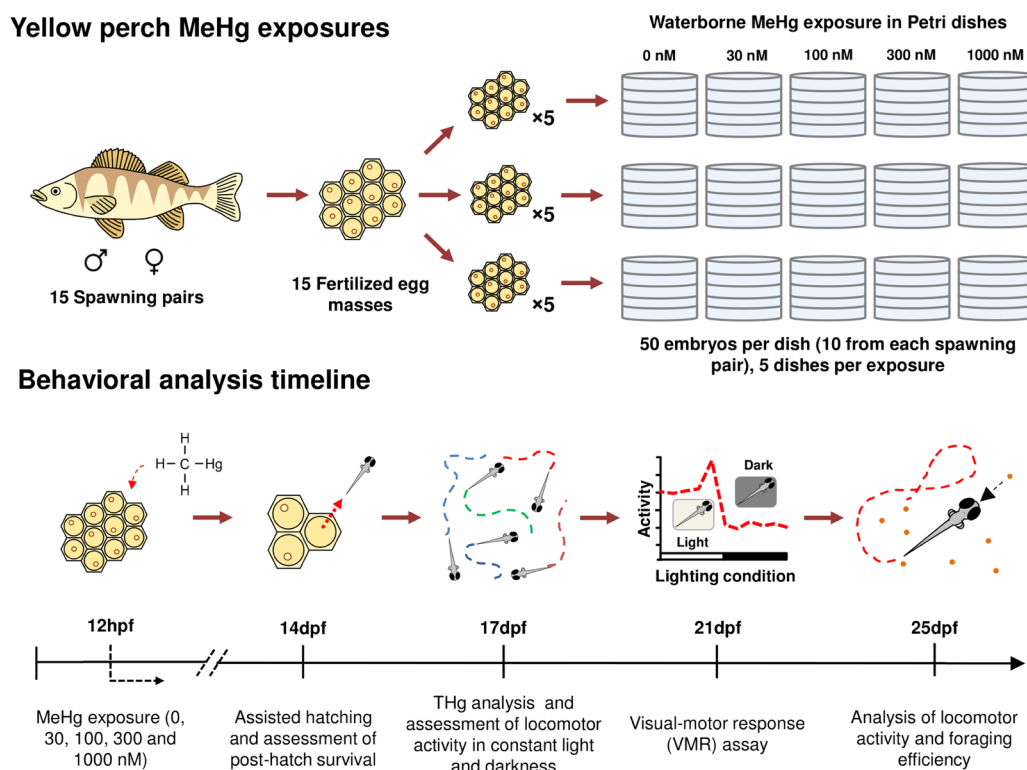 Yellow perch MeHg exposures
Waterborne MeHg exposure in Petri dishes
0 nM 30 nM 100 nM 300 nM 1000 nM
×5
×5
×5
♂ ♀
15 Spawning pairs
15 Fertilized egg
masses
50 embryos per dish (10 from each spawning
pair), 5 dishes per exposure
Behavioral analysis timeline
H
H C Hg
H
Activity
Light
Dark
Lighting condition
12hpf
14dpf
17dpf
21dpf
25dpf
MeHg exposure (0,
30, 100, 300 and
1000 nM)
Assisted hatching
and assessment of
post-hatch survival
THg analysis and
assessment of locomotor
activity in constant light
and darkness
Visual-motor response
(VMR) assay
Analysis of locomotor
activity and foraging
efficiency